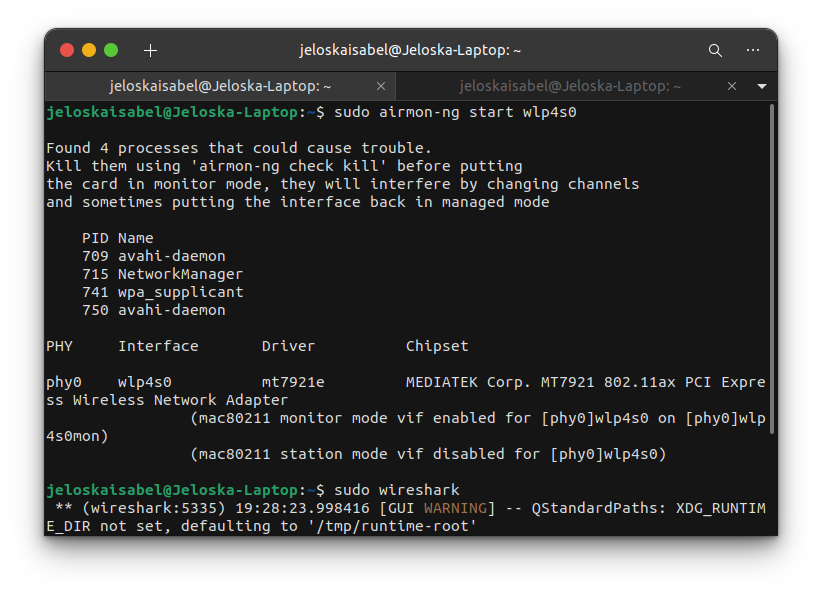 jeloskaisabel@Jeloska-Laptop: ~
jeloskaisabel@Jeloska-Laptop: ~
jeloskaisabel@Jeloska-Laptop: ~
jeloskaisabel@Jeloska-Laptop:~$ sudo airmon-ng start wlp4s0
Found 4 processes that could cause trouble.
Kill them using 'airmon-ng check kill' before putting
the card in monitor mode, they will interfere by changing channels
and sometimes putting the interface back in managed mode
PID Name
709 avahi-daemon
715 NetworkManager
741 wpa_supplicant
750 avahi-daemon
PHY Interface Driver Chipset
phy0 wlp4s0 mt7921e MEDIATEK Corp. MT7921 802.11ax PCI Expre
ss Wireless Network Adapter
(mac80211 monitor mode vif enabled for [phy0]wlp4s0 on [phy0]wlp
4s0mon)
(mac80211 station mode vif disabled for [phy0]wlp4s0)
jeloskaisabel@Jeloska-Laptop:~$ sudo wireshark
** (wireshark:5335) 19:28:23.998416 [GUI WARNING] -- QStandardPaths: XDG_RUNTIM
E_DIR not set, defaulting to '/tmp/runtime-root'